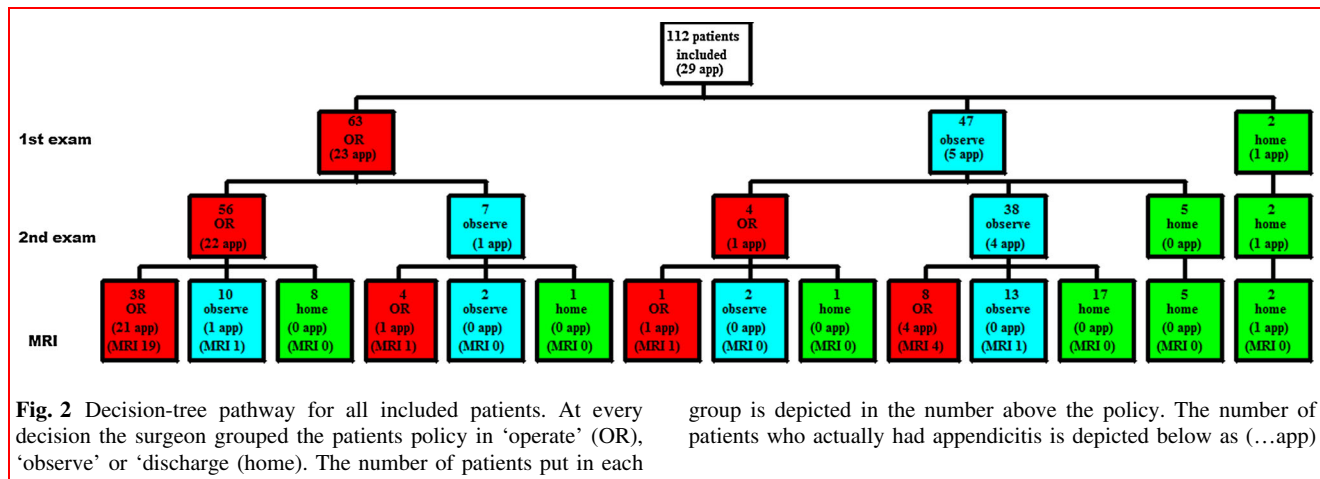 112 patients
included
(29 app)
1st exam
63
OR
(23 app)
47
observe
(5 app)
2
home
(1 app)
2nd exam
56
OR
(22 app)
7
observe
(1 app)
4
OR
(1 app)
38
observe
(4 app)
5
home
(0 app)
2
home
(1 app)
MRI
38
OR
(21 app)
(MRI 19)
10
observe
(1 app)
(MRI 1)
8
home
(0 app)
(MRI 0)
4
OR
(1 app)
(MRI 1)
2
observe
(0 app)
(MRI 0)
1
home
(0 app)
(MRI 0)
1
OR
(1 app)
(MRI 1)
2
observe
(0 app)
(MRI 0)
1
home
(0 app)
(MRI 0)
8
OR
(4 app)
(MRI 4)
13
observe
(0 app)
(MRI 1)
17
home
(0 app)
(MRI 0)
5
home
(0 app)
(MRI 0)
2
home
(1 app)
(MRI 0)
Fig. 2 Decision-tree pathway for all included patients. At every
decision the surgeon grouped the patients policy in ‘operate’ (OR),
‘observe’ or ‘discharge (home). The number of patients put in each
group is depicted in the number above the policy. The number of
patients who actually had appendicitis is depicted below as (…app)